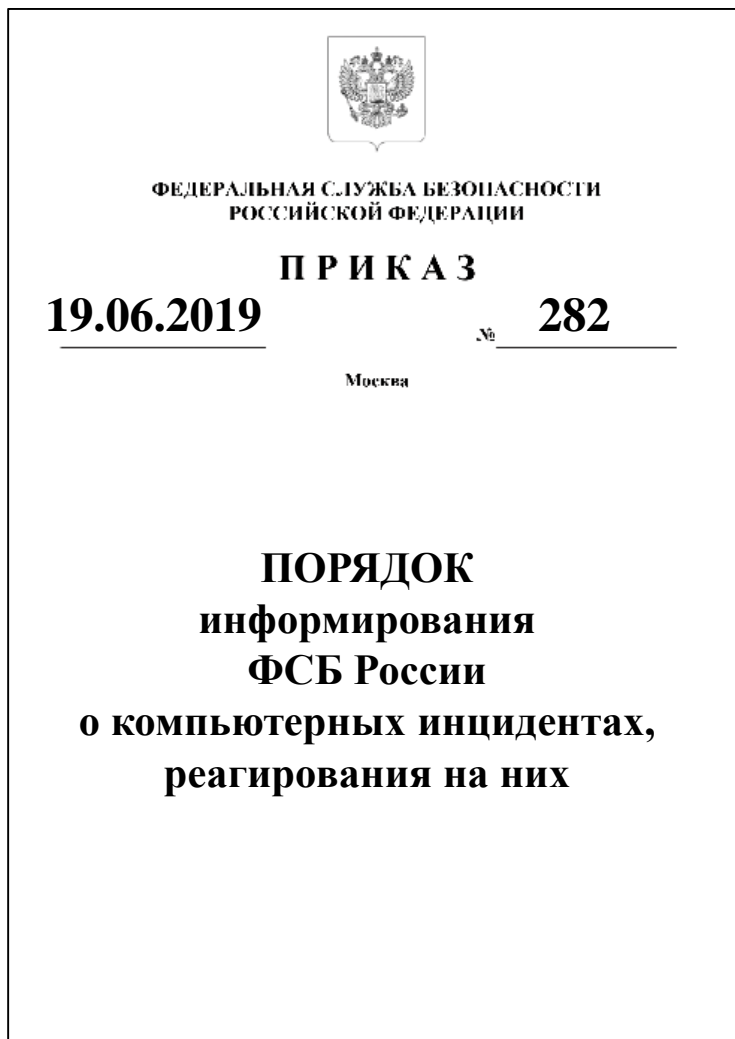 ФЕДЕРАЛЬНАЯ СЛУЖБА БЕЗОПАСНОСТИ
РОССИЙСКОЙ ФЕДЕРАЦИИ
П Р И К А З
19.06.2019 № 282
Москва
ПОРЯДОК
информирования
ФСБ России
о компьютерных инцидентах,
реагирования на них